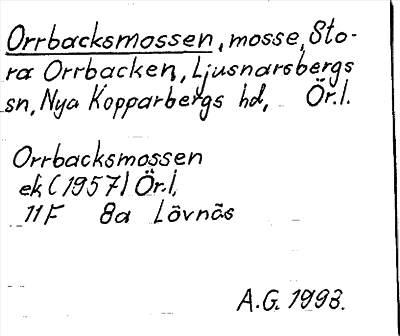 Orrbacksmossen, mosse, Sto-
ra Orrbacken, Ljusnarsbergs
sn, Nya Kopparbergs hd, Ör.l.
Orrbacksmossen
ek (1957) Ör.l.
11F 8a Lövnäs
A.G. 1993.